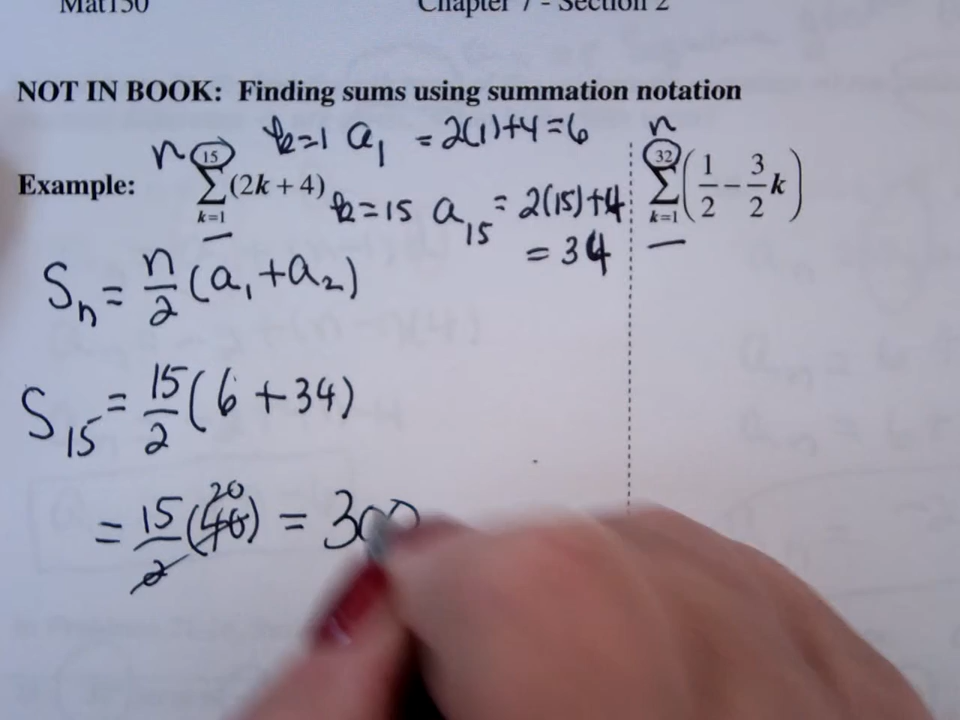 Mat150 Chapter 7 - Section 2
NOT IN BOOK: Finding sums using summation notation
n 15 k=1 a₁ = 2(1)+4=6
Example: ∑ (2k + 4)
k=1
k=15 a₁₅ = 2(15)+4
= 34
n 32
∑ (1/2 − 3/2 k)
k=1
Sₙ = n/2 (a₁+a₂)
S₁₅ = 15/2 (6 + 34)
= 15/2 (40) 20 = 300